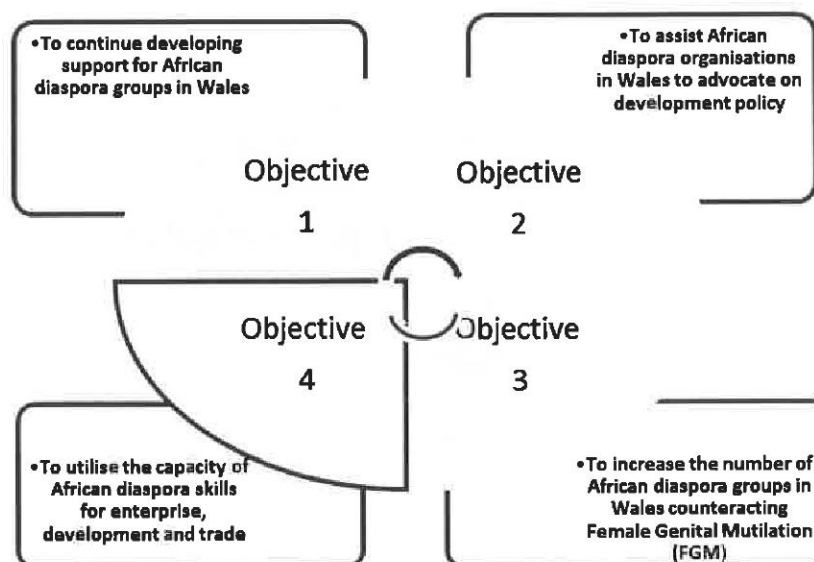 •To continue developing
support for African
diaspora groups in Wales
•To assist African
diaspora organisations
in Wales to advocate on
development policy
Objective
1
Objective
2
Objective
4
Objective
3
•To utilise the capacity of
African diaspora skills
for enterprise,
development and trade
•To increase the number of
African diaspora groups in
Wales counteracting
Female Genital Mutilation
(FGM)